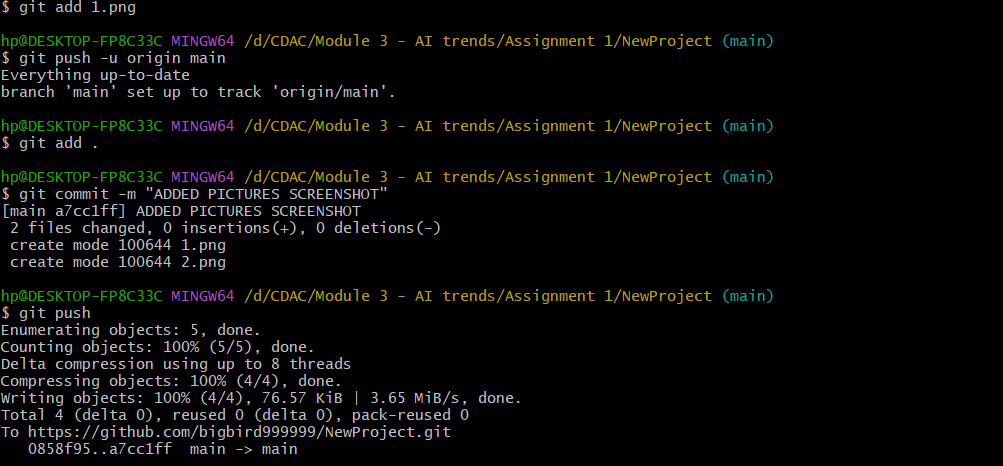 $ git add 1.png
hp@DESKTOP-FP8C33C MINGW64 /d/CDAC/Module 3 - AI trends/Assignment 1/NewProject (main)
$ git push -u origin main
Everything up-to-date
branch 'main' set up to track 'origin/main'.
hp@DESKTOP-FP8C33C MINGW64 /d/CDAC/Module 3 - AI trends/Assignment 1/NewProject (main)
$ git add .
hp@DESKTOP-FP8C33C MINGW64 /d/CDAC/Module 3 - AI trends/Assignment 1/NewProject (main)
$ git commit -m "ADDED PICTURES SCREENSHOT"
[main a7cc1ff] ADDED PICTURES SCREENSHOT
 2 files changed, 0 insertions(+), 0 deletions(-)
 create mode 100644 1.png
 create mode 100644 2.png
hp@DESKTOP-FP8C33C MINGW64 /d/CDAC/Module 3 - AI trends/Assignment 1/NewProject (main)
$ git push
Enumerating objects: 5, done.
Counting objects: 100% (5/5), done.
Delta compression using up to 8 threads
Compressing objects: 100% (4/4), done.
Writing objects: 100% (4/4), 76.57 KiB | 3.65 MiB/s, done.
Total 4 (delta 0), reused 0 (delta 0), pack-reused 0
To https://github.com/bigbird999999/NewProject.git
   0858f95..a7cc1ff  main -> main